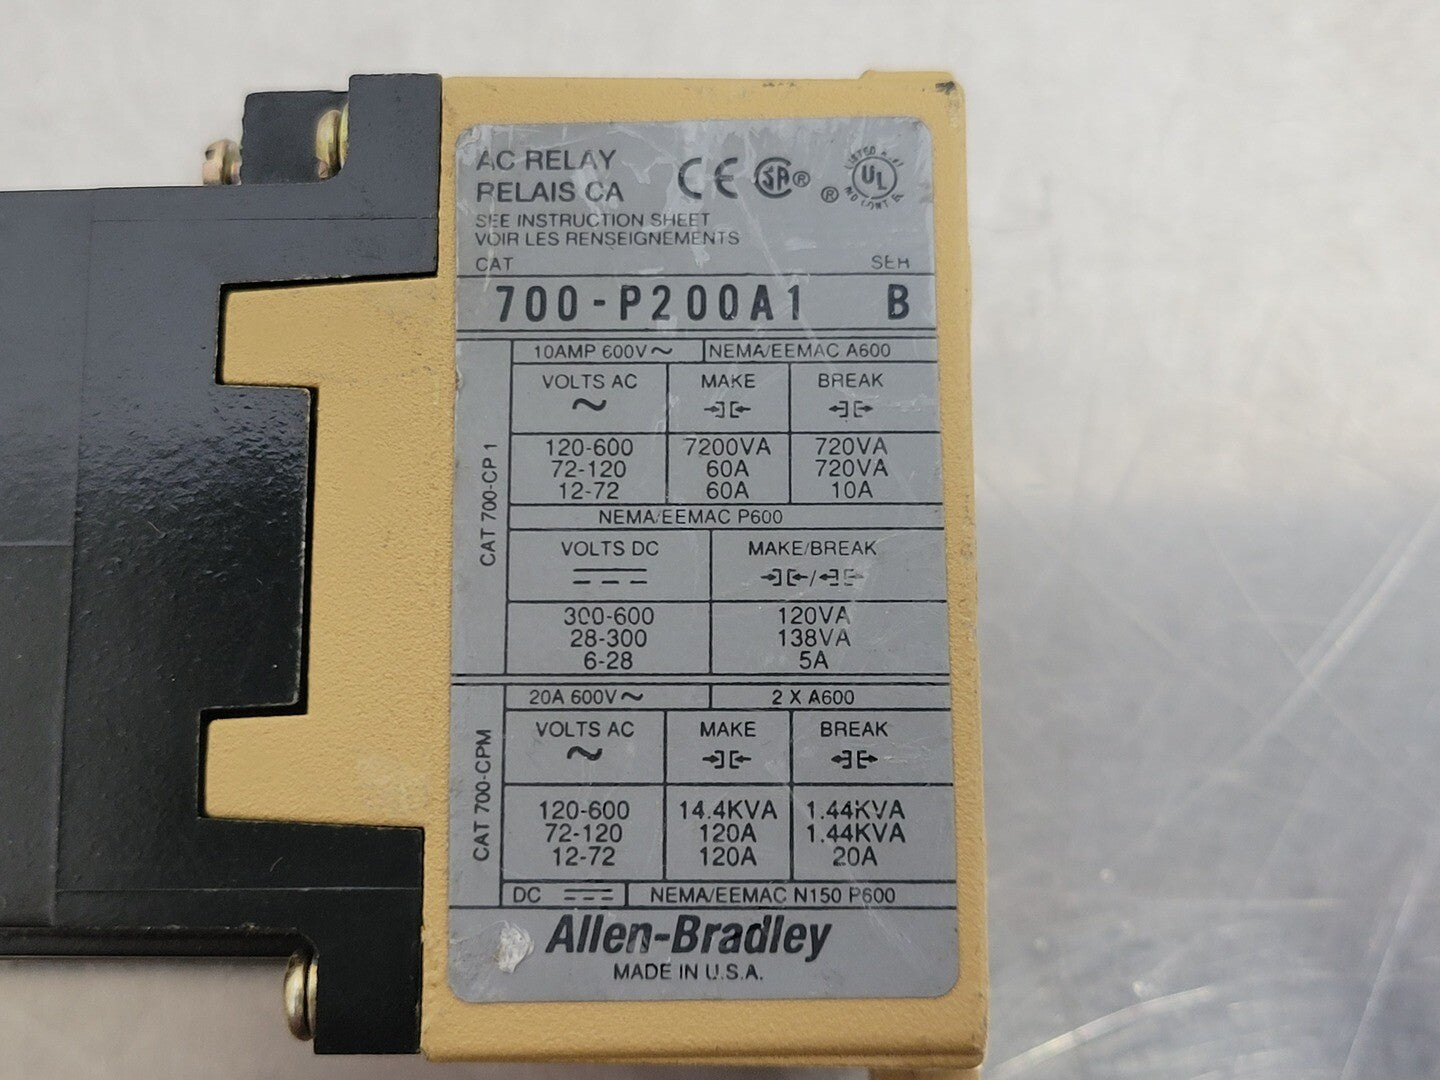 AC RELAY
RELAIS CA
CE SA® ® LISTED UL
SEE INSTRUCTION SHEET
VOIR LES RENSEIGNEMENTS
CAT SER
700-P200A1 B
10AMP 600V~ NEMA/EEMAC A600
VOLTS AC MAKE BREAK
~
120-600 7200VA 720VA
72-120 60A 720VA
12-72 60A 10A
CAT 700-CP1
NEMA/EEMAC P600
VOLTS DC MAKE/BREAK
300-600 120VA
28-300 138VA
6-28 5A
20A 600V~ 2 X A600
VOLTS AC MAKE BREAK
~
120-600 14.4KVA 1.44KVA
72-120 120A 1.44KVA
12-72 120A 20A
CAT 700-CPM
DC NEMA/EEMAC N150 P600
Allen-Bradley
MADE IN U.S.A.